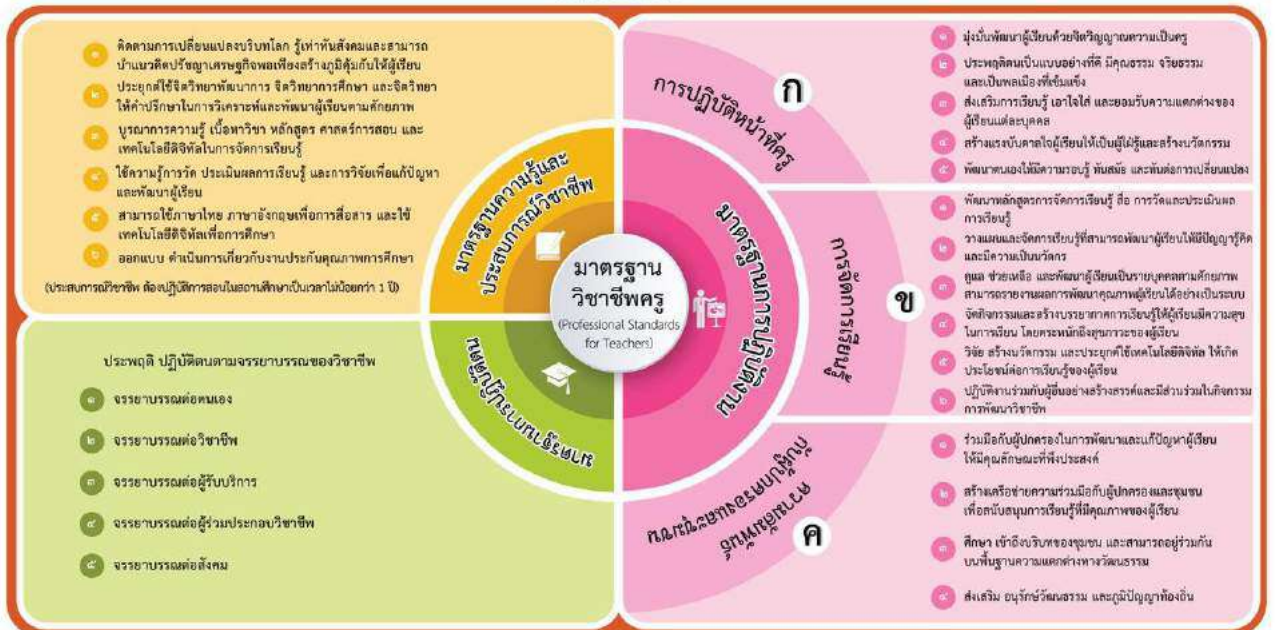 ๑ ติดตามการเปลี่ยนแปลงบริบทโลก รู้เท่าทันสังคมและสามารถ
นำแนวคิดปรัชญาเศรษฐกิจพอเพียงสร้างภูมิคุ้มกันให้ผู้เรียน
๒ ประยุกต์ใช้จิตวิทยาพัฒนาการ จิตวิทยาการศึกษา และจิตวิทยา
ให้คำปรึกษาในการวิเคราะห์และพัฒนาผู้เรียนตามศักยภาพ
๓ บูรณาการความรู้ เนื้อหาวิชา หลักสูตร ศาสตร์การสอน และ
เทคโนโลยีดิจิทัลในการจัดการเรียนรู้
๔ ใช้ความรู้การวัด ประเมินผลการเรียนรู้ และการวิจัยเพื่อแก้ปัญหา
และพัฒนาผู้เรียน
๕ สามารถใช้ภาษาไทย ภาษาอังกฤษเพื่อการสื่อสาร และใช้
เทคโนโลยีดิจิทัลเพื่อการศึกษา
๖ ออกแบบ ดำเนินการเกี่ยวกับงานประกันคุณภาพการศึกษา
(ประสบการณ์วิชาชีพ ต้องปฏิบัติการสอนในสถานศึกษาเป็นเวลาไม่น้อยกว่า 1 ปี)
มาตรฐานความรู้และ
ประสบการณ์วิชาชีพ
มาตรฐาน
วิชาชีพครู
(Professional Standards
for Teachers)
มาตรฐานการปฏิบัติงาน
มาตรฐานการปฏิบัติตน
ประพฤติ ปฏิบัติตนตามจรรยาบรรณของวิชาชีพ
๑ จรรยาบรรณต่อตนเอง
๒ จรรยาบรรณต่อวิชาชีพ
๓ จรรยาบรรณต่อผู้รับบริการ
๔ จรรยาบรรณต่อผู้ร่วมประกอบวิชาชีพ
๕ จรรยาบรรณต่อสังคม
ก
การปฏิบัติหน้าที่ครู
๑ มุ่งมั่นพัฒนาผู้เรียนด้วยจิตวิญญาณความเป็นครู
๒ ประพฤติตนเป็นแบบอย่างที่ดี มีคุณธรรม จริยธรรม
และเป็นพลเมืองที่เข้มแข็ง
๓ ส่งเสริมการเรียนรู้ เอาใจใส่ และยอมรับความแตกต่างของ
ผู้เรียนแต่ละบุคคล
๔ สร้างแรงบันดาลใจผู้เรียนให้เป็นผู้ใฝ่รู้และสร้างนวัตกรรม
๕ พัฒนาตนเองให้มีความรอบรู้ ทันสมัย และทันต่อการเปลี่ยนแปลง
ข
การจัดการเรียนรู้
๑ พัฒนาหลักสูตรการจัดการเรียนรู้ สื่อ การวัดและประเมินผล
การเรียนรู้
๒ วางแผนและจัดการเรียนรู้ที่สามารถพัฒนาผู้เรียนให้มีปัญญารู้คิด
และมีความเป็นนวัตกร
๓ ดูแล ช่วยเหลือ และพัฒนาผู้เรียนเป็นรายบุคคลตามศักยภาพ
สามารถรายงานผลการพัฒนาคุณภาพผู้เรียนได้อย่างเป็นระบบ
๔ จัดกิจกรรมและสร้างบรรยากาศการเรียนรู้ให้ผู้เรียนมีความสุข
ในการเรียน โดยตระหนักถึงสุขภาวะของผู้เรียน
๕ วิจัย สร้างนวัตกรรม และประยุกต์ใช้เทคโนโลยีดิจิทัล ให้เกิด
ประโยชน์ต่อการเรียนรู้ของผู้เรียน
๖ ปฏิบัติงานร่วมกับผู้อื่นอย่างสร้างสรรค์และมีส่วนร่วมในกิจกรรม
การพัฒนาวิชาชีพ
ค
ความสัมพันธ์
กับผู้ปกครองและชุมชน
๑ ร่วมมือกับผู้ปกครองในการพัฒนาและแก้ปัญหาผู้เรียน
ให้มีคุณลักษณะที่พึงประสงค์
๒ สร้างเครือข่ายความร่วมมือกับผู้ปกครองและชุมชน
เพื่อสนับสนุนการเรียนรู้ที่มีคุณภาพของผู้เรียน
๓ ศึกษา เข้าถึงบริบทของชุมชน และสามารถอยู่ร่วมกัน
บนพื้นฐานความแตกต่างทางวัฒนธรรม
๔ ส่งเสริม อนุรักษ์วัฒนธรรม และภูมิปัญญาท้องถิ่น